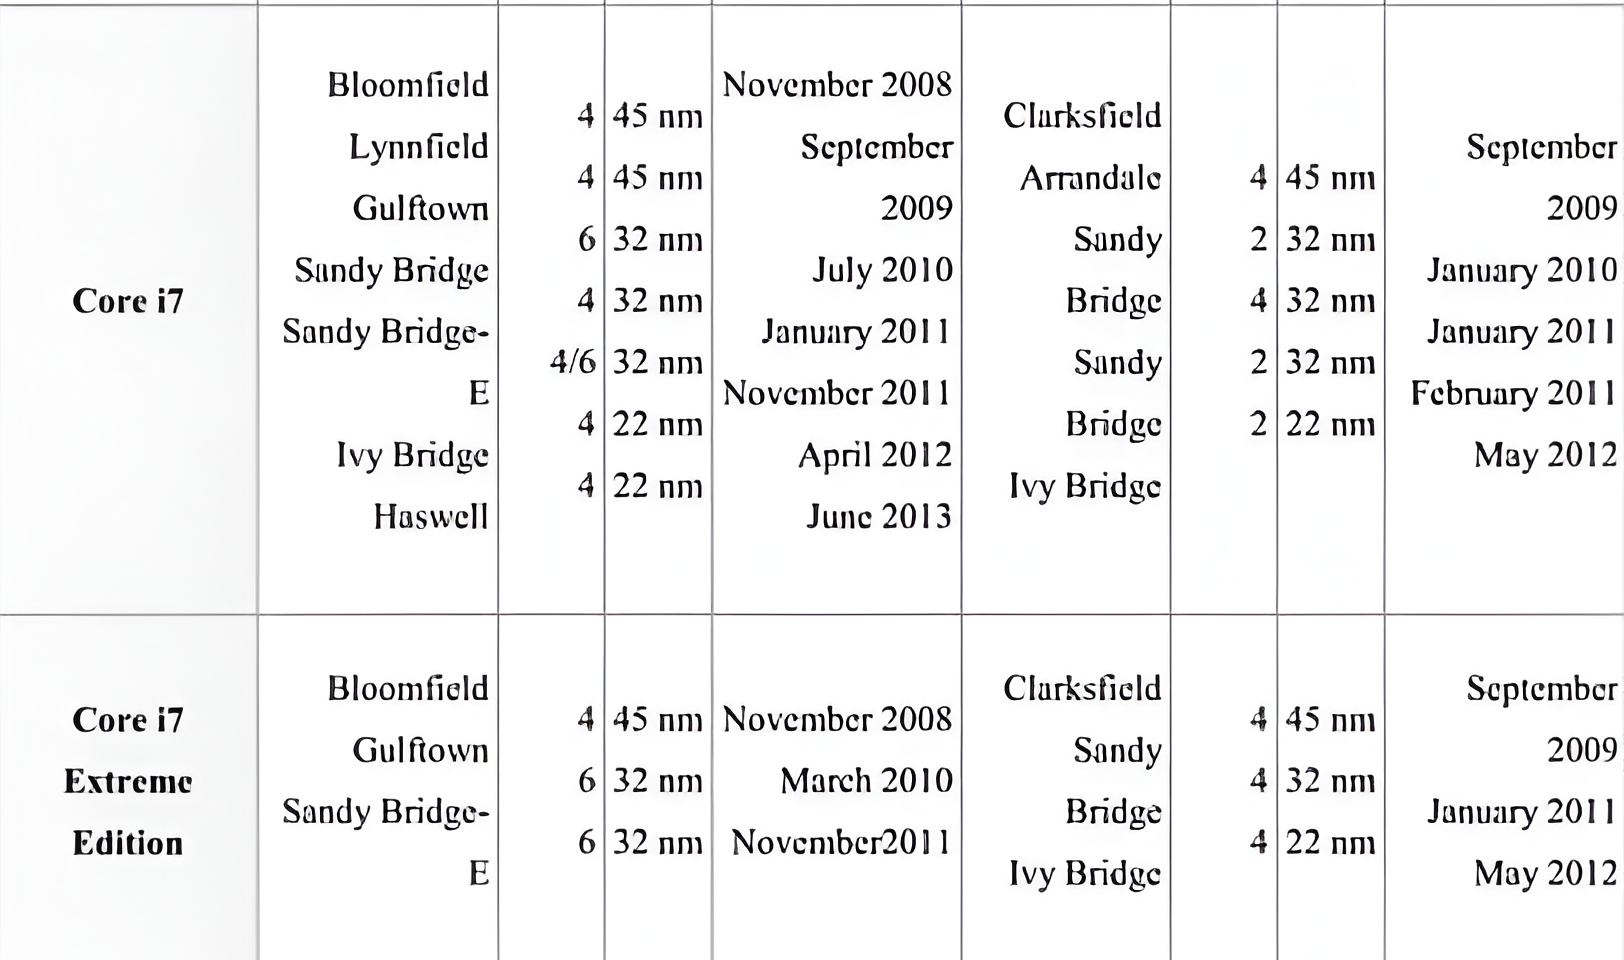 Core i7
Bloomfield
Lynnfield
Gulftown
Sandy Bridge
Sandy Bridge-
E
Ivy Bridge
Haswell
4
4
6
4
4/6
4
4
45 nm
45 nm
32 nm
32 nm
32 nm
22 nm
22 nm
November 2008
September
2009
July 2010
January 2011
November 2011
April 2012
June 2013
Clarksfield
Arrandale
Sandy
Bridge
Sandy
Bridge
Ivy Bridge
4
2
4
2
2
45 nm
32 nm
32 nm
32 nm
22 nm
September
2009
January 2010
January 2011
February 2011
May 2012
Core i7
Extreme
Edition
Bloomfield
Gulftown
Sandy Bridge-
E
4
6
6
45 nm
32 nm
32 nm
November 2008
March 2010
November2011
Clarksfield
Sandy
Bridge
Ivy Bridge
4
4
4
45 nm
32 nm
22 nm
September
2009
January 2011
May 2012